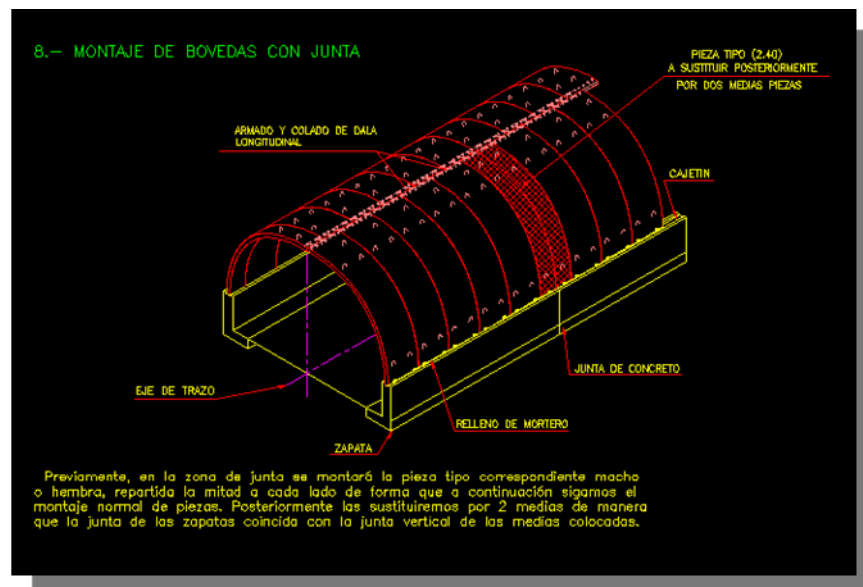 8.- MONTAJE DE BOVEDAS CON JUNTA
PIEZA TIPO (2.40)
A SUSTITUIR POSTERIORMENTE
POR DOS MEDIAS PIEZAS
ARMADO Y COLADO DE DALA
LONGITUDINAL
CAJETIN
JUNTA DE CONCRETO
EJE DE TRAZO
RELLENO DE MORTERO
ZAPATA
Previamente, en la zona de junta se montará la pieza tipo correspondiente macho
o hembra, repartida la mitad a cada lado de forma que a continuación sigamos el
montaje normal de piezas. Posteriormente las sustituiremos por 2 medias de manera
que la junta de las zapatas coincida con la junta vertical de las medias colocadas.